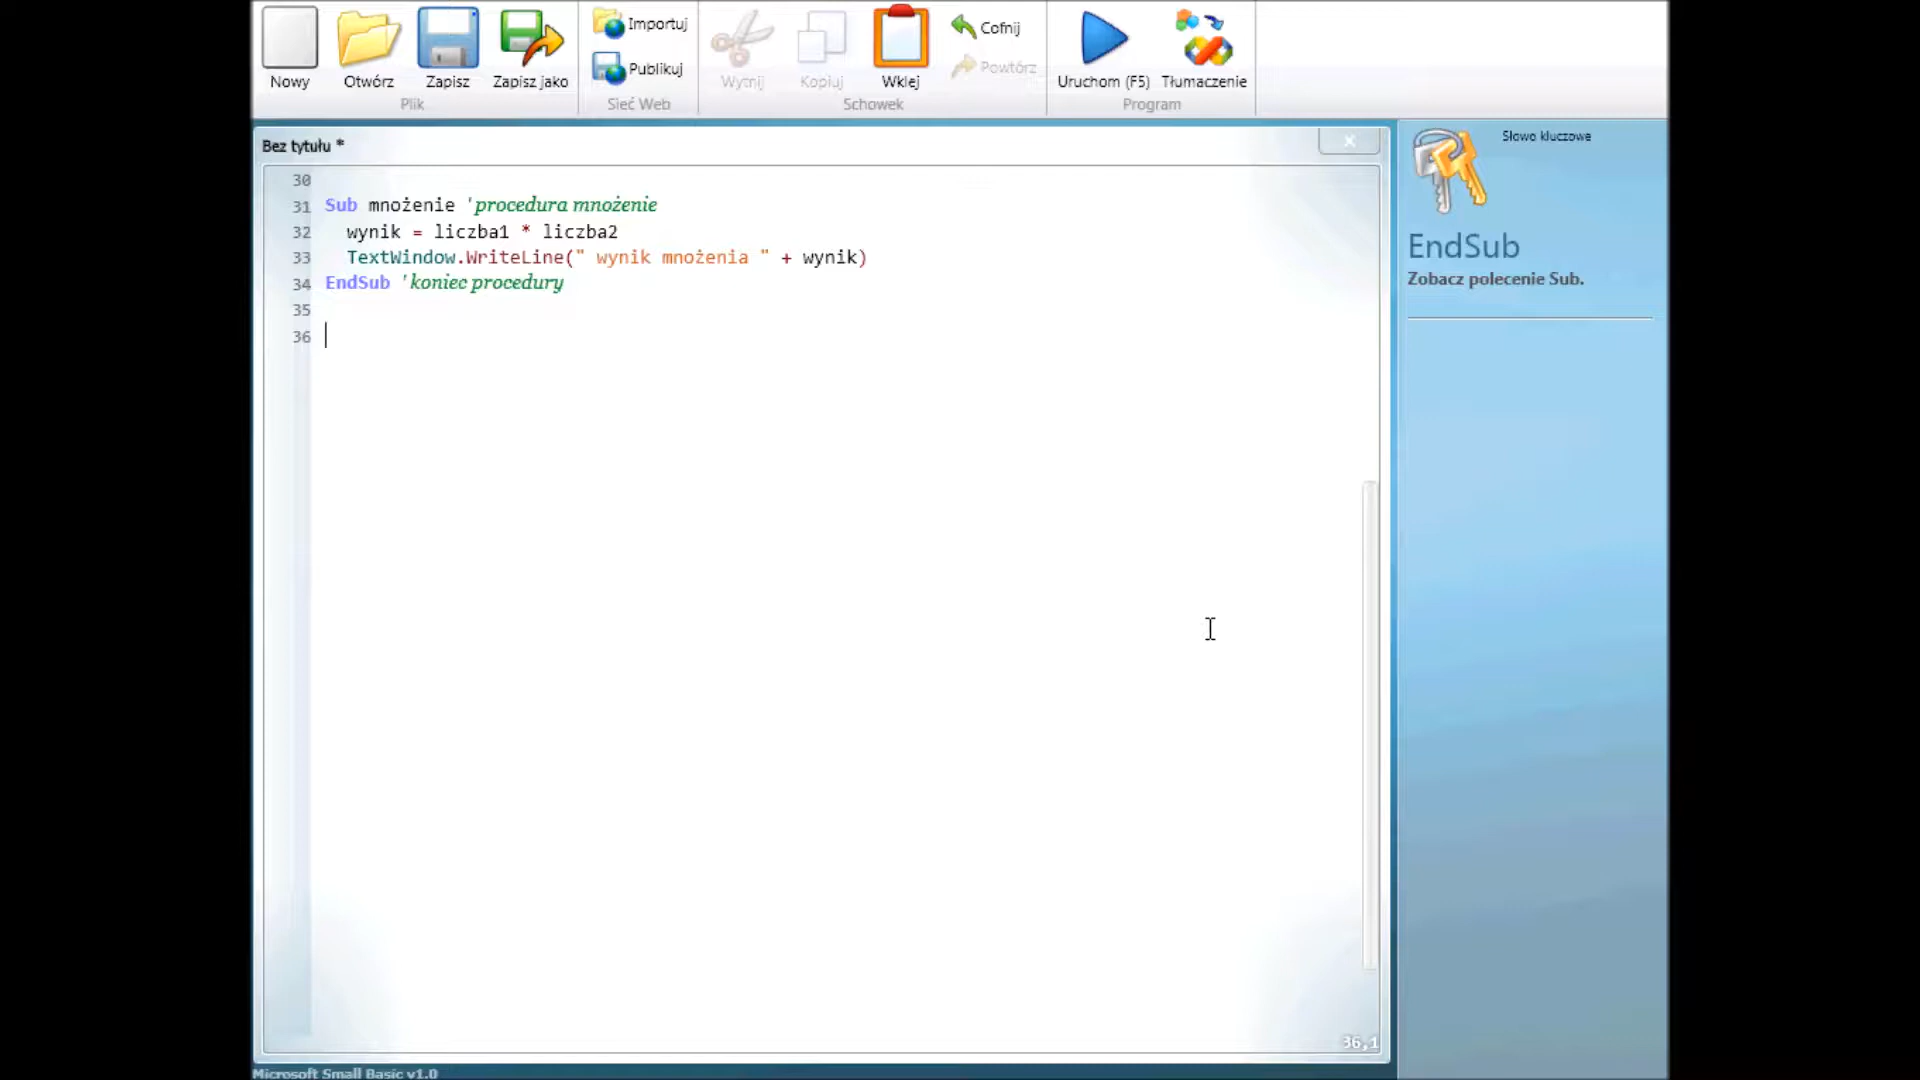 Nowy Otwórz Zapisz Zapisz jako
Plik
Importuj
Publikuj
Sieć Web
Wytnij Kopiuj Wklej
Cofnij
Powtórz
Schowek
Uruchom (F5) Tłumaczenie
Program
Bez tytułu *
30
31 Sub mnożenie 'procedura mnożenie
32 wynik = liczba1 * liczba2
33 TextWindow.WriteLine(" wynik mnożenia " + wynik)
34 EndSub 'koniec procedury
35
36
36,1
Słowo kluczowe
EndSub
Zobacz polecenie Sub.
Microsoft Small Basic v1.0